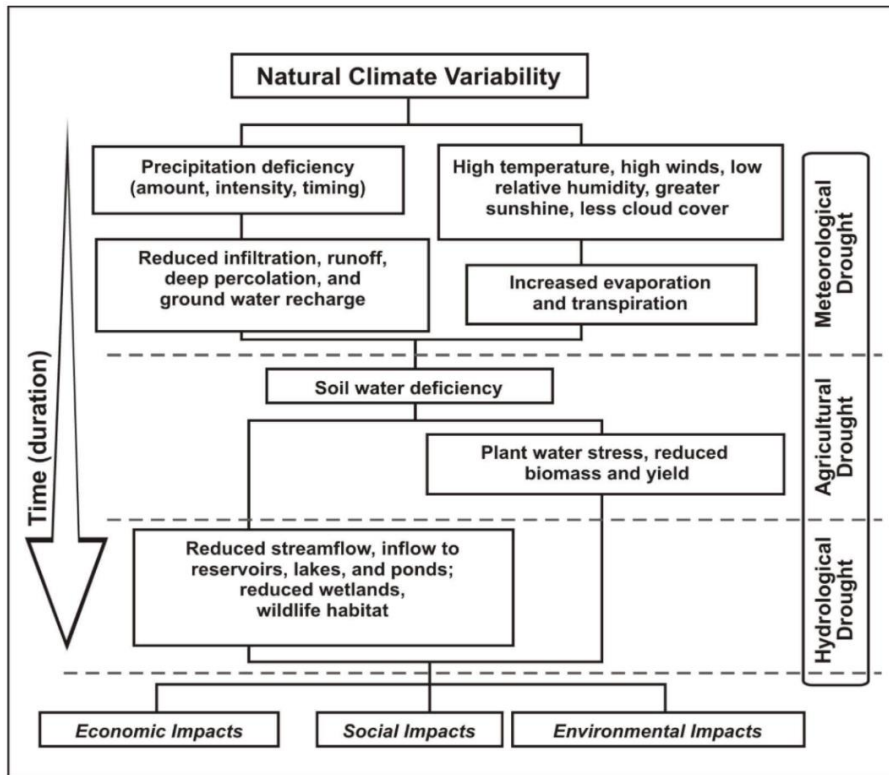 Natural Climate Variability
Precipitation deficiency
(amount, intensity, timing)
High temperature, high winds, low
relative humidity, greater
sunshine, less cloud cover
Reduced infiltration, runoff,
deep percolation, and
ground water recharge
Increased evaporation
and transpiration
Meteorological
Drought
Time (duration)
Soil water deficiency
Plant water stress, reduced
biomass and yield
Agricultural
Drought
Reduced streamflow, inflow to
reservoirs, lakes, and ponds;
reduced wetlands,
wildlife habitat
Hydrological
Drought
Economic Impacts
Social Impacts
Environmental Impacts